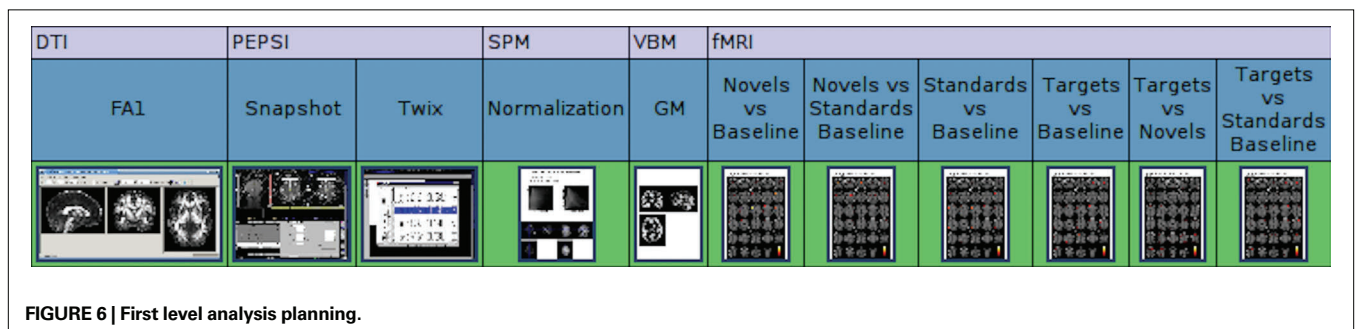 DTI PEPSI SPM VBM fMRI
FA1 Snapshot Twix Normalization GM
Novels vs Baseline
Novels vs Standards Baseline
Standards vs Baseline
Targets vs Baseline
Targets vs Novels
Targets vs Standards Baseline
FIGURE 6 | First level analysis planning.